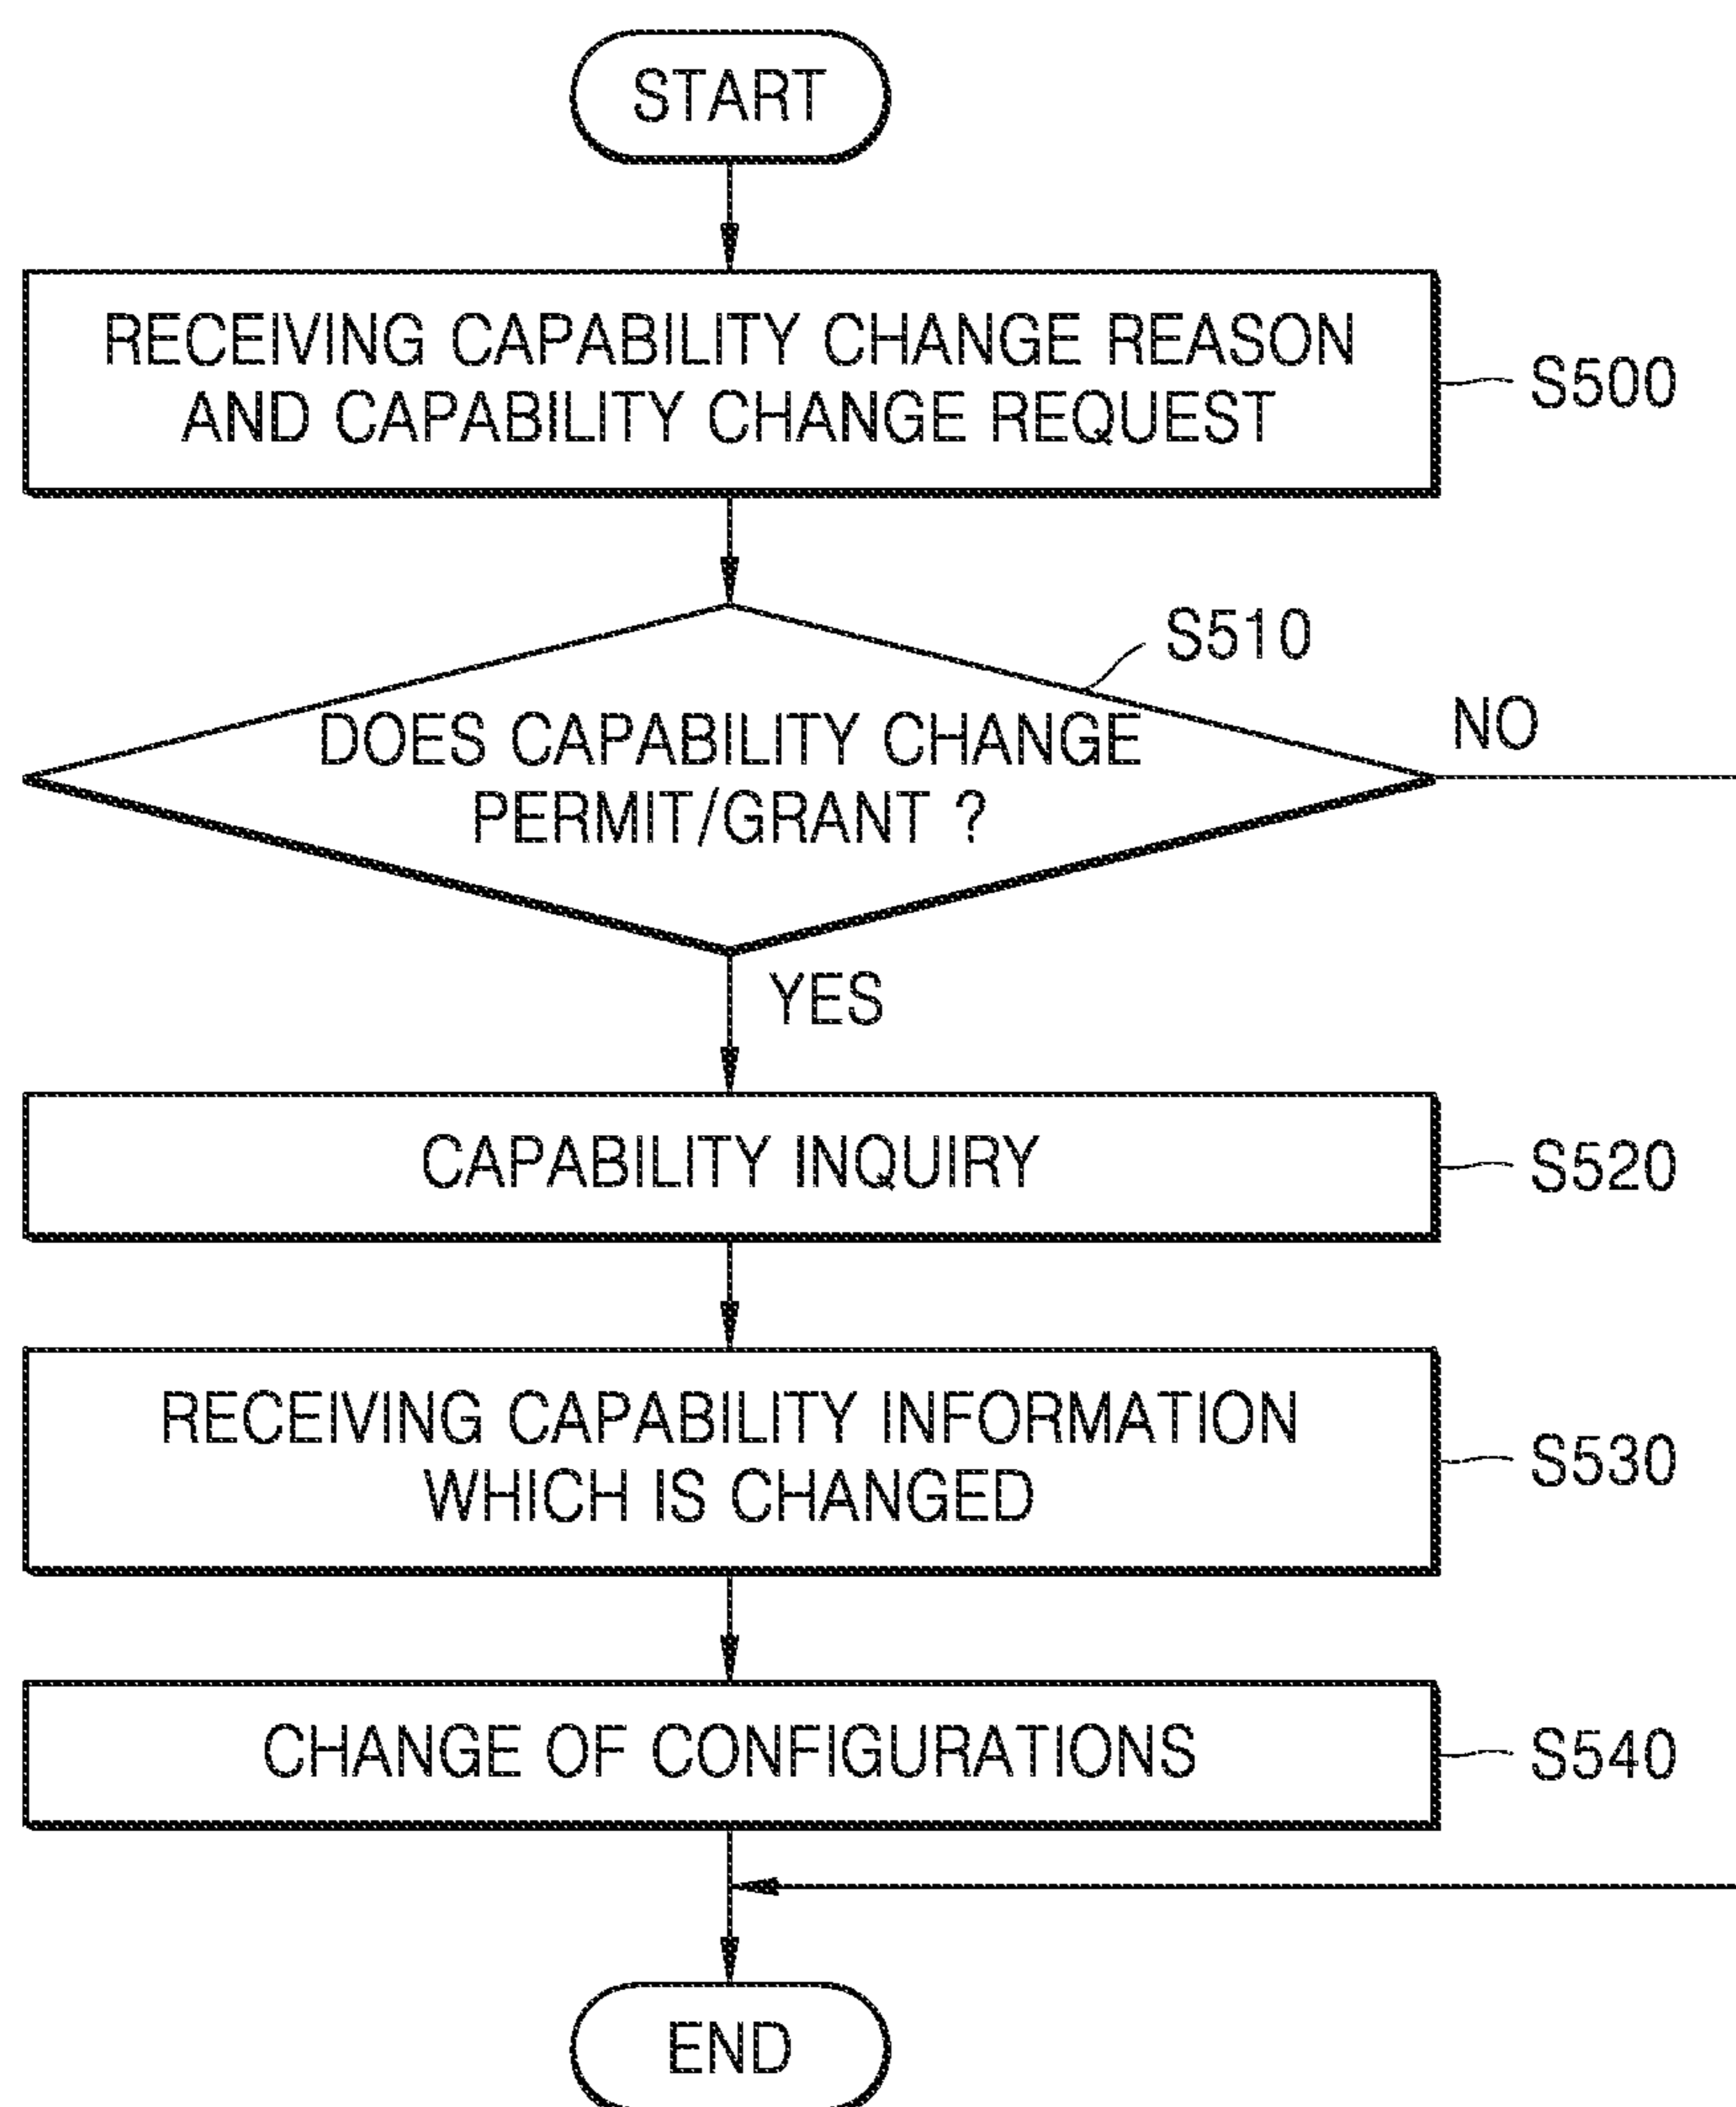 START
RECEIVING CAPABILITY CHANGE REASON
AND CAPABILITY CHANGE REQUEST
S500
S510
DOES CAPABILITY CHANGE
PERMIT/GRANT ?
NO
YES
CAPABILITY INQUIRY
S520
RECEIVING CAPABILITY INFORMATION
WHICH IS CHANGED
S530
CHANGE OF CONFIGURATIONS
S540
END